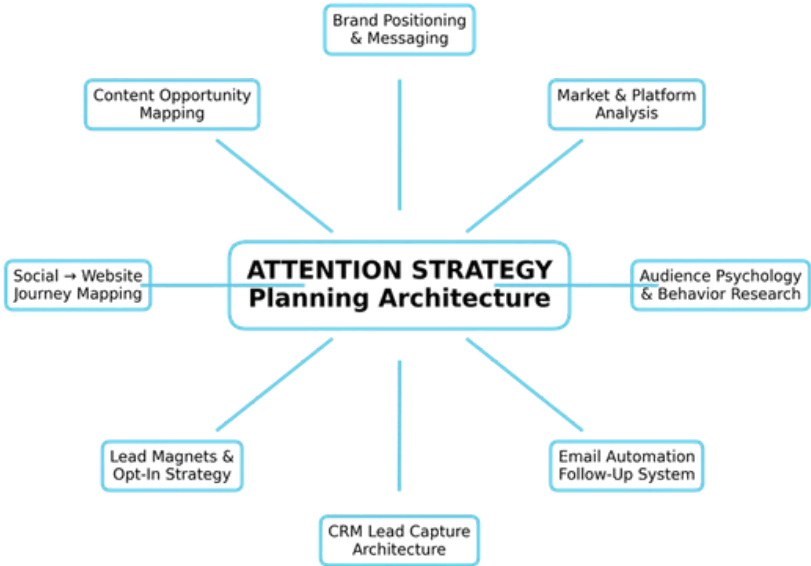 Brand Positioning
& Messaging
Content Opportunity
Mapping
Market & Platform
Analysis
ATTENTION STRATEGY
Planning Architecture
Social → Website
Journey Mapping
Audience Psychology
& Behavior Research
Lead Magnets &
Opt-In Strategy
Email Automation
Follow-Up System
CRM Lead Capture
Architecture